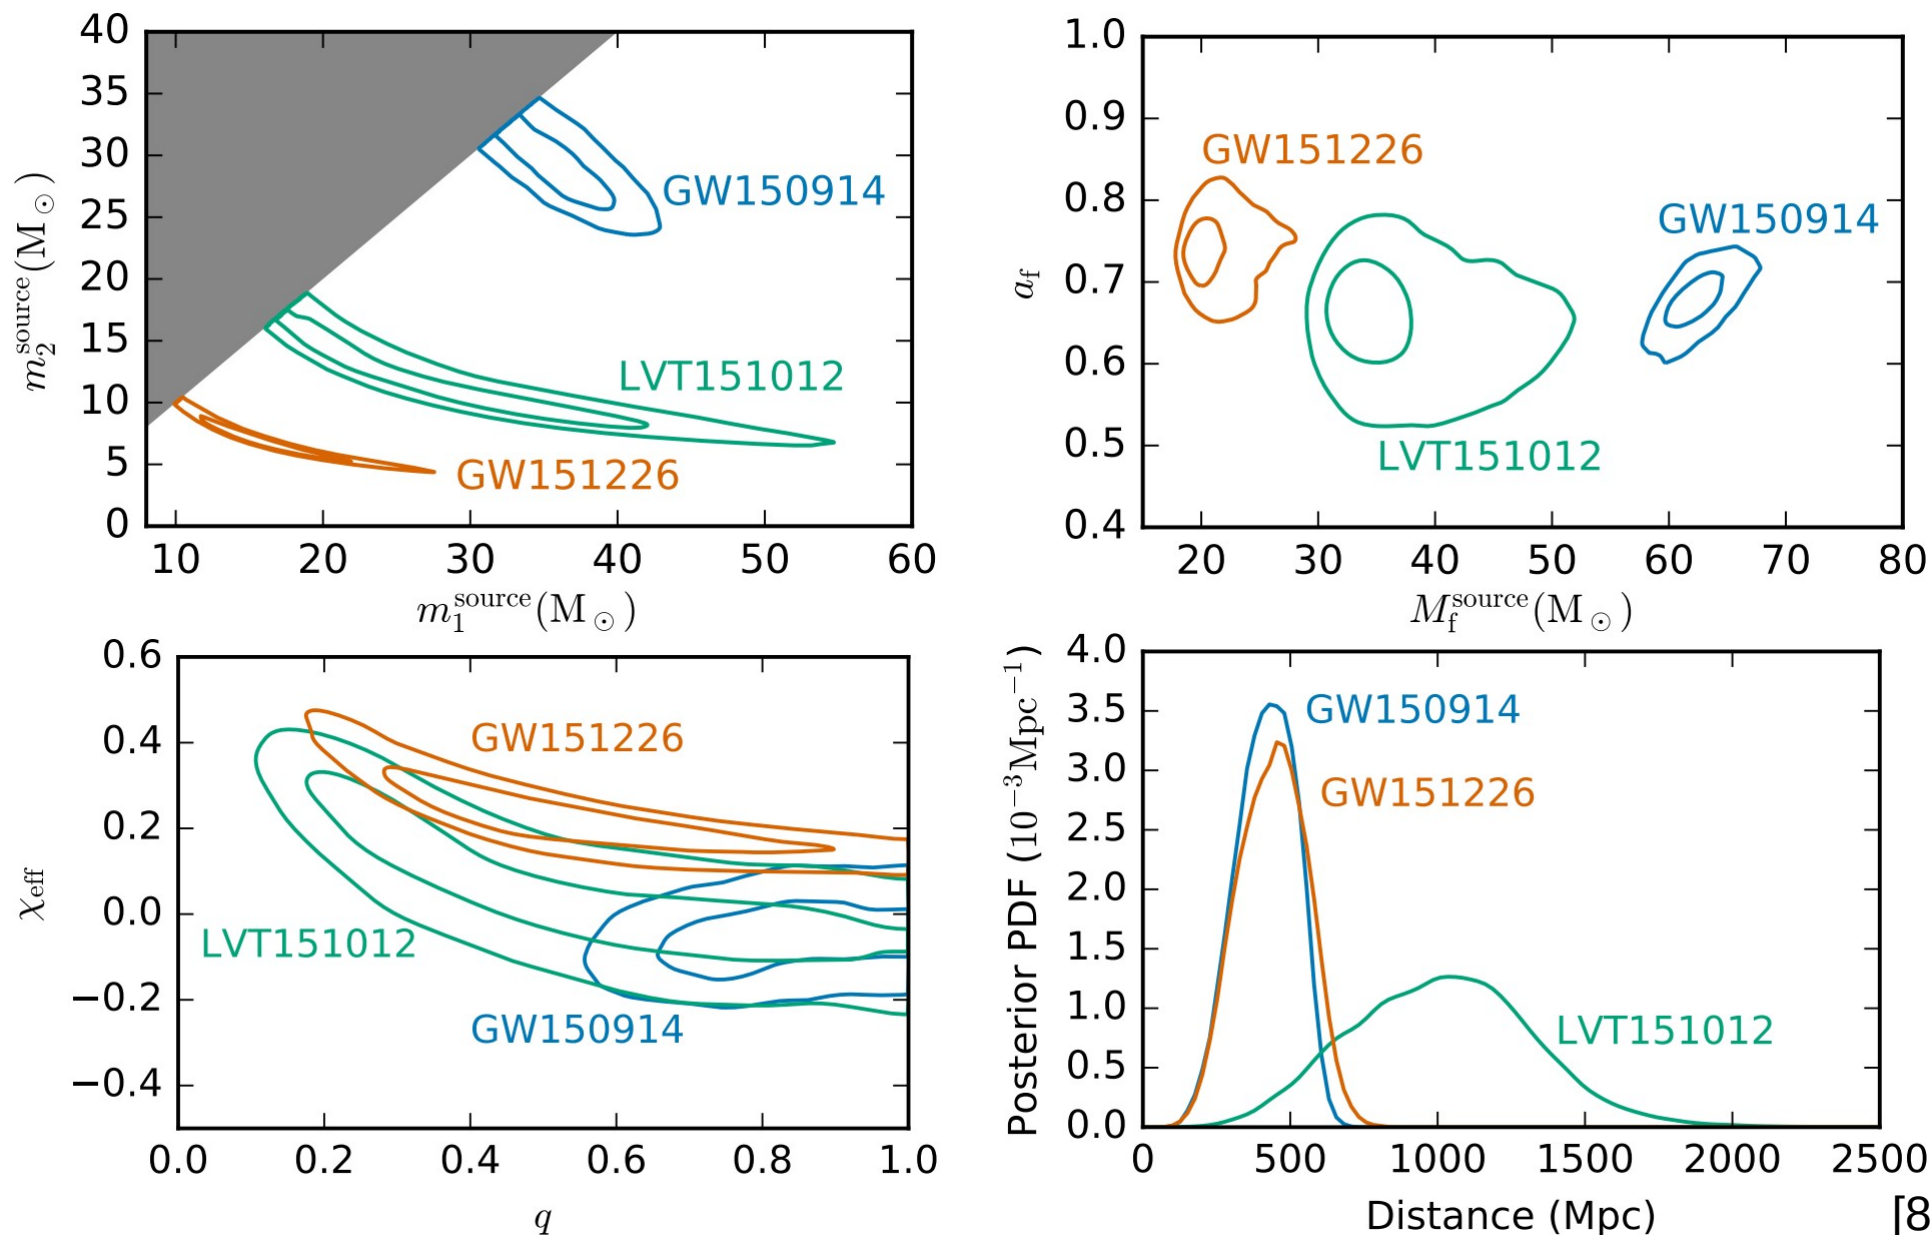 40
35
30
25
20
15
10
5
0
m₂^source (M⊙)
GW150914
LVT151012
GW151226
10 20 30 40 50 60
m₁^source (M⊙)
1.0
0.9
0.8
0.7
0.6
0.5
0.4
a_f
GW151226
GW150914
LVT151012
20 30 40 50 60 70 80
M_f^source (M⊙)
0.6
0.4
0.2
0.0
−0.2
−0.4
χ_eff
GW151226
LVT151012
GW150914
0.0 0.2 0.4 0.6 0.8 1.0
q
4.0
3.5
3.0
2.5
2.0
1.5
1.0
0.5
0.0
Posterior PDF (10⁻³Mpc⁻¹)
GW150914
GW151226
LVT151012
0 500 1000 1500 2000 2500
Distance (Mpc)
[8